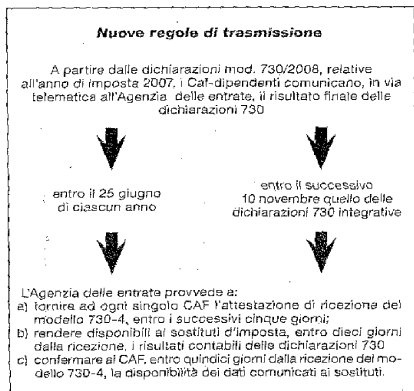 Nuove regole di trasmissione
A partire dalle dichiarazioni mod. 730/2008, relative
all'anno di imposta 2007, i Caf-dipendenti comunicano, in via
telematica all'Agenzia delle entrate, il risultato finale delle
dichiarazioni 730
entro il 25 giugno
di ciascun anno
entro il successivo
10 novembre quello delle
dichiarazioni 730 integrative
L'Agenzia delle entrate provvede a:
a) fornire ad ogni singolo CAF l'attestazione di ricezione del
modello 730-4, entro i successivi cinque giorni;
b) rendere disponibili ai sostituti d'imposta, entro dieci giorni
dalla ricezione, i risultati contabili delle dichiarazioni 730
c) confermare ai CAF, entro quindici giorni dalla ricezione del mo-
dello 730-4, la disponibilità dei dati comunicati ai sostituti.